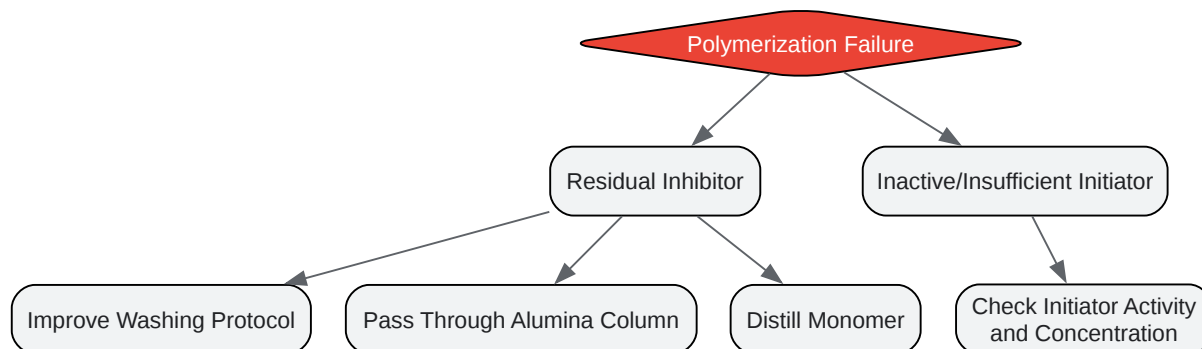 Polymerization Failure
Residual Inhibitor
Inactive/Insufficient Initiator
Improve Washing Protocol
Pass Through Alumina Column
Distill Monomer
Check Initiator Activity
and Concentration